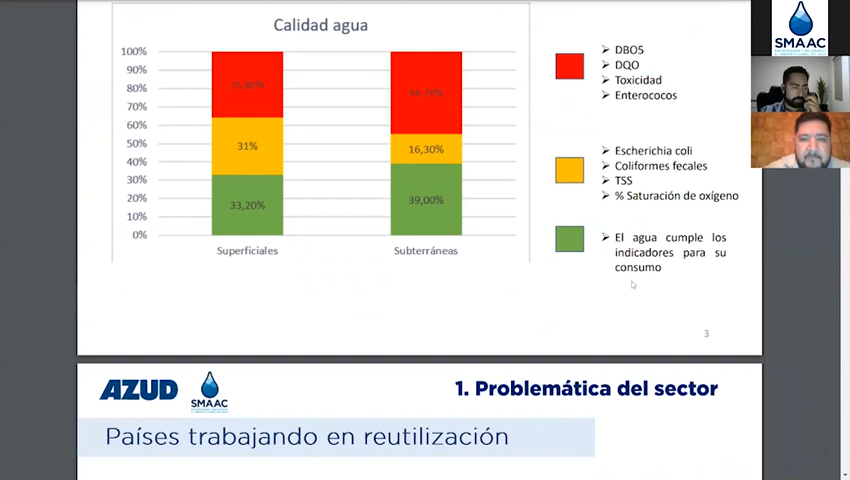 Calidad agua
100%
90%
80%
70%
60%
50%
40%
30%
20%
10%
0%
35,80%
31%
33,20%
44,70%
16,30%
39,00%
Superficiales
Subterráneas
➤ DBO5
➤ DQO
➤ Toxicidad
➤ Enterococos
➤ Escherichia coli
➤ Coliformes fecales
➤ TSS
➤ % Saturación de oxígeno
➤ El agua cumple los
indicadores para su
consumo
3
SMAAC
AZUD
SMAAC
1. Problemática del sector
Países trabajando en reutilización